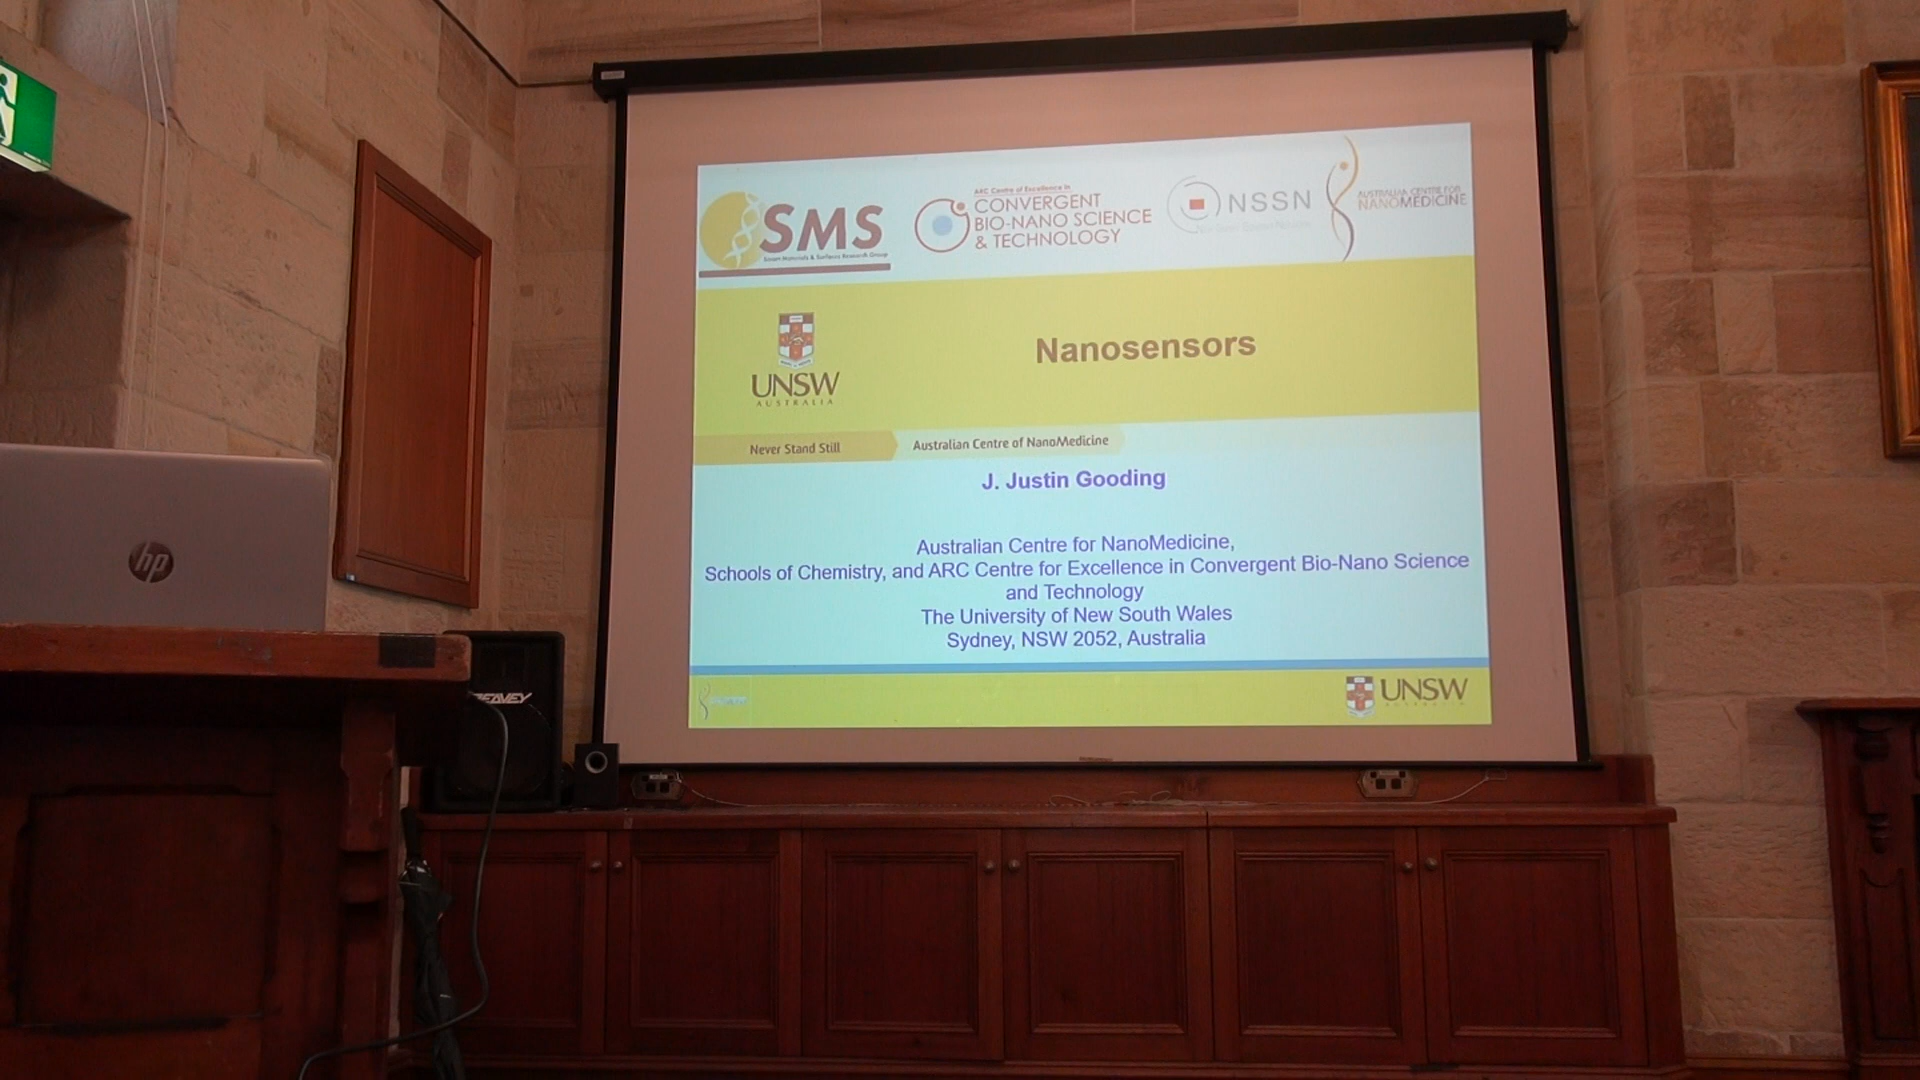 SMS
ARC Centre of Excellence in
CONVERGENT
BIO-NANO SCIENCE
& TECHNOLOGY
NSSN
AUSTRALIAN CENTRE FOR
NANOMEDICINE
UNSW
AUSTRALIA
Nanosensors
Never Stand Still
Australian Centre of NanoMedicine
J. Justin Gooding
Australian Centre for NanoMedicine,
Schools of Chemistry, and ARC Centre for Excellence in Convergent Bio-Nano Science
and Technology
The University of New South Wales
Sydney, NSW 2052, Australia
UNSW
AUSTRALIA
hp
PEAVEY